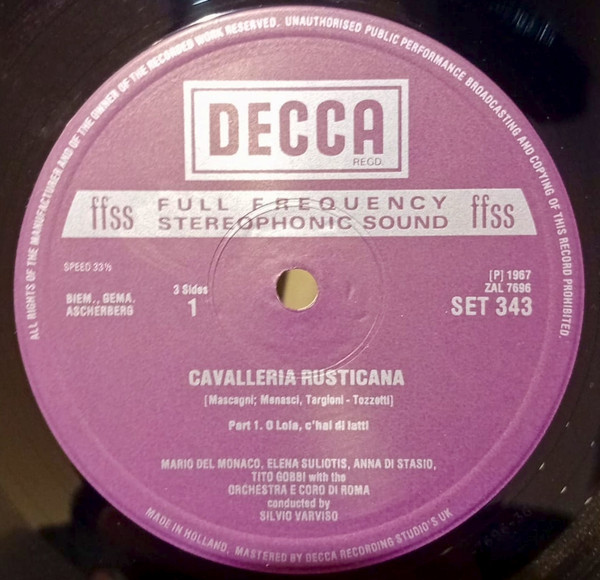 ALL RIGHTS OF THE MANUFACTURER AND OF THE OWNER OF THE RECORDED WORK RESERVED. UNAUTHORISED PUBLIC PERFORMANCE BROADCASTING AND COPYING OF THIS RECORD PROHIBITED.
DECCA
REGD.
ffss FULL FREQUENCY STEREOPHONIC SOUND ffss
SPEED 33⅓
BIEM., GEMA.
ASCHERBERG
3 Sides
1
[P] 1967
ZAL 7696
SET 343
CAVALLERIA RUSTICANA
[Mascagni; Menasci, Targioni - Tozzetti]
Part 1. O Lola, c'hai di latti
MARIO DEL MONACO, ELENA SULIOTIS, ANNA DI STASIO,
TITO GOBBI with the
ORCHESTRA E CORO DI ROMA
conducted by
SILVIO VARVISO
MADE IN HOLLAND. MASTERED BY DECCA RECORDING STUDIO'S UK